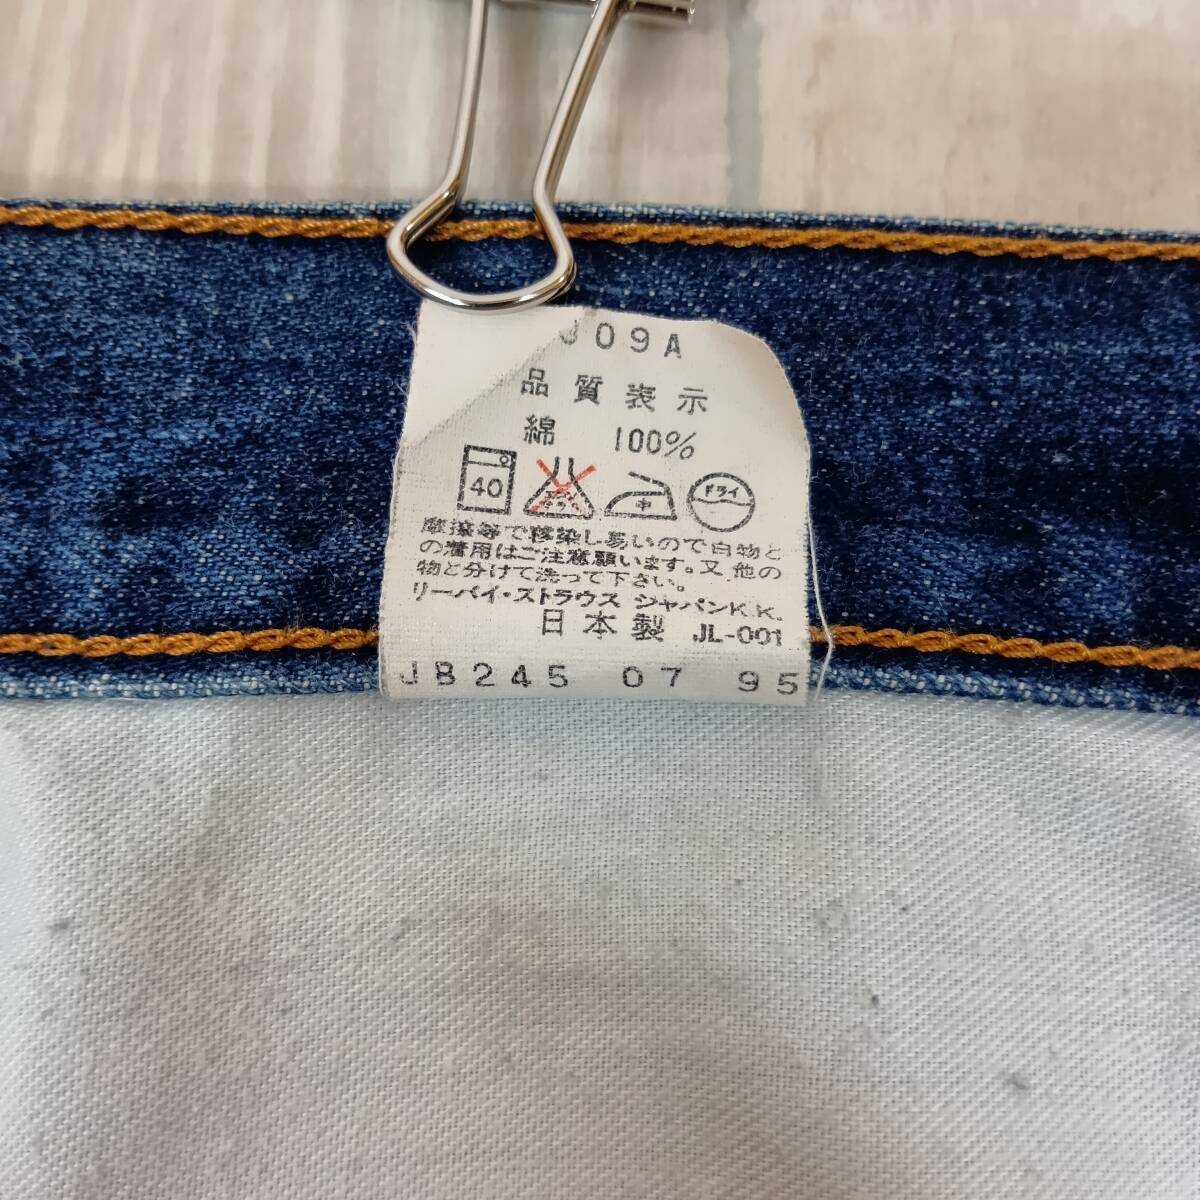 J09A
品質表示
綿 100%
40 ドライ
摩擦等で移染し易いので白物と
の着用はご注意願います。又他の
物と分けて洗って下さい。
リーバイ・ストラウス ジャパンK.K.
日本製 JL-001
JB245 07 95